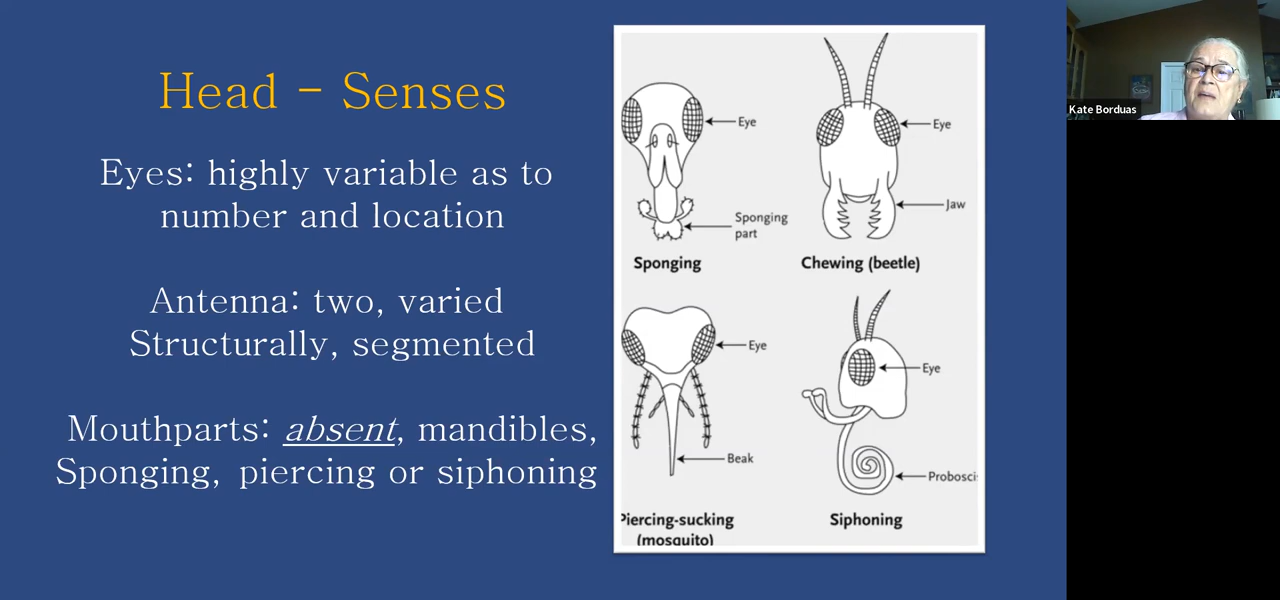 Head - Senses
Eyes: highly variable as to
number and location
Antenna: two, varied
Structurally, segmented
Mouthparts: absent, mandibles,
Sponging, piercing or siphoning
Eye
Sponging
part
Sponging
Eye
Jaw
Chewing (beetle)
Eye
Beak
Piercing-sucking
(mosquito)
Eye
Probosci
Siphoning
Kate Borduas